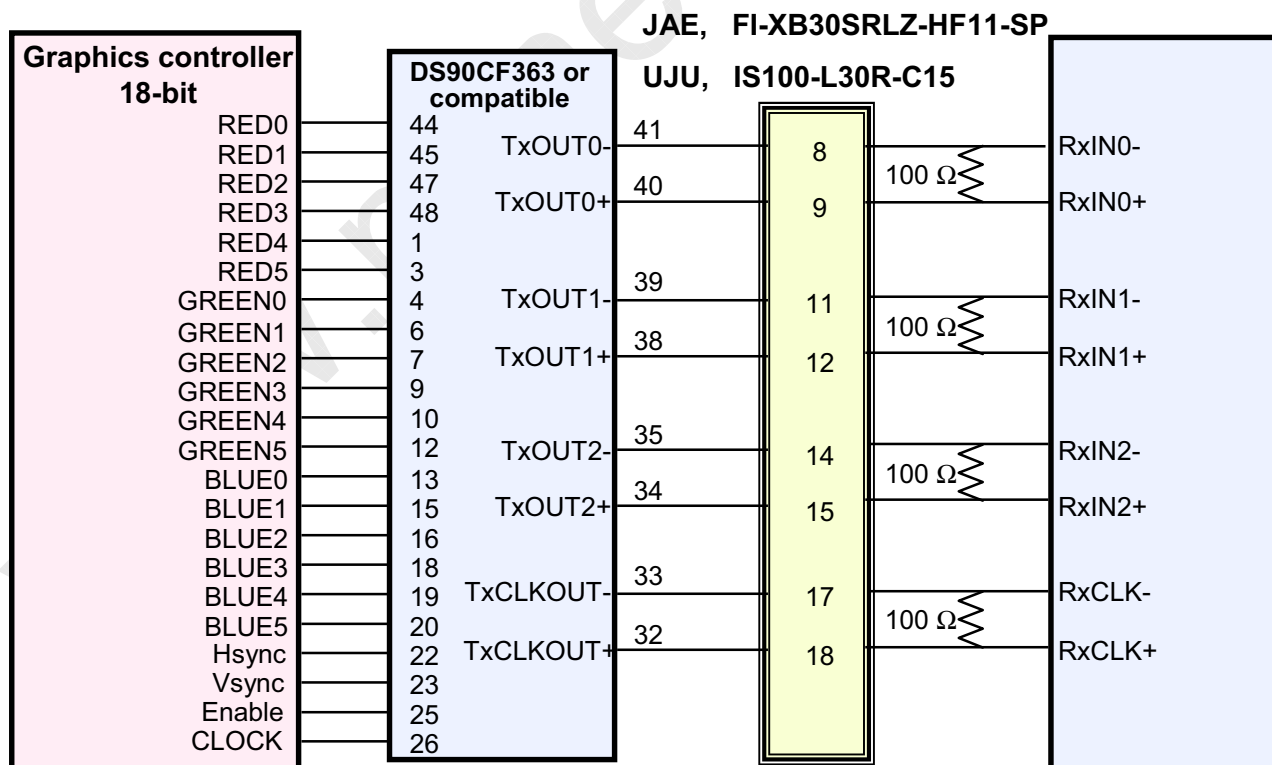 JAE, FI-XB30SRLZ-HF11-SP
UJU, IS100-L30R-C15
Graphics controller
18-bit
RED0
RED1
RED2
RED3
RED4
RED5
GREEN0
GREEN1
GREEN2
GREEN3
GREEN4
GREEN5
BLUE0
BLUE1
BLUE2
BLUE3
BLUE4
BLUE5
Hsync
Vsync
Enable
CLOCK
DS90CF363 or
compatible
44
45
47
48
1
3
4
6
7
9
10
12
13
15
16
18
19
20
22
23
25
26
TxOUT0-
TxOUT0+
TxOUT1-
TxOUT1+
TxOUT2-
TxOUT2+
TxCLKOUT-
TxCLKOUT+
41
40
39
38
35
34
33
32
8
9
11
12
14
15
17
18
100 Ω
100 Ω
100 Ω
100 Ω
RxIN0-
RxIN0+
RxIN1-
RxIN1+
RxIN2-
RxIN2+
RxCLK-
RxCLK+